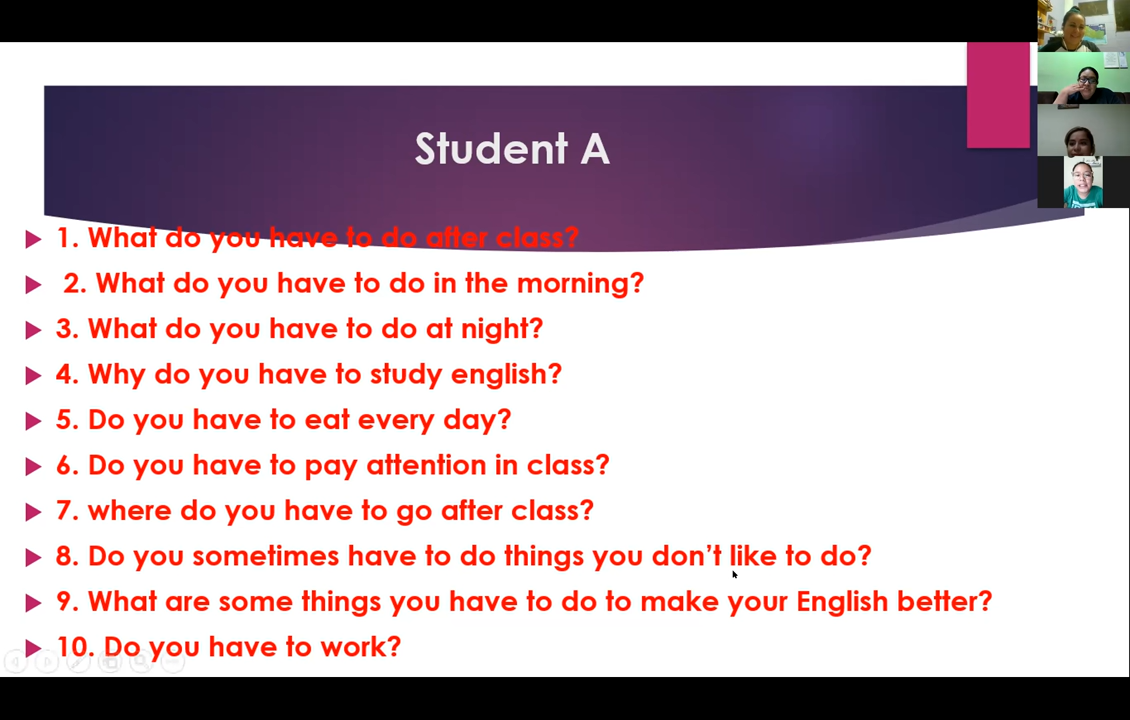 Student A
1. What do you have to do after class?
2. What do you have to do in the morning?
3. What do you have to do at night?
4. Why do you have to study english?
5. Do you have to eat every day?
6. Do you have to pay attention in class?
7. where do you have to go after class?
8. Do you sometimes have to do things you don’t like to do?
9. What are some things you have to do to make your English better?
10. Do you have to work?